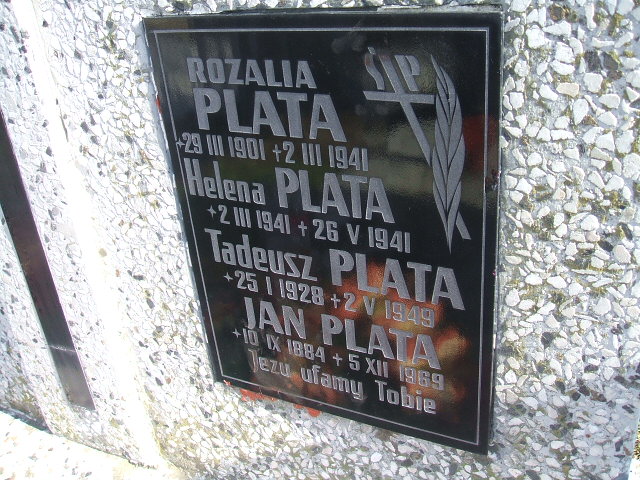 ŚP
ROZALIA
PLATA
+29 III 1901 +2 III 1941
Helena PLATA
+2 III 1941 + 26 V 1941
Tadeusz PLATA
+25 I 1928 +2 V 1949
JAN PLATA
+10 IX 1884 +5 XII 1969
Jezu ufamy Tobie